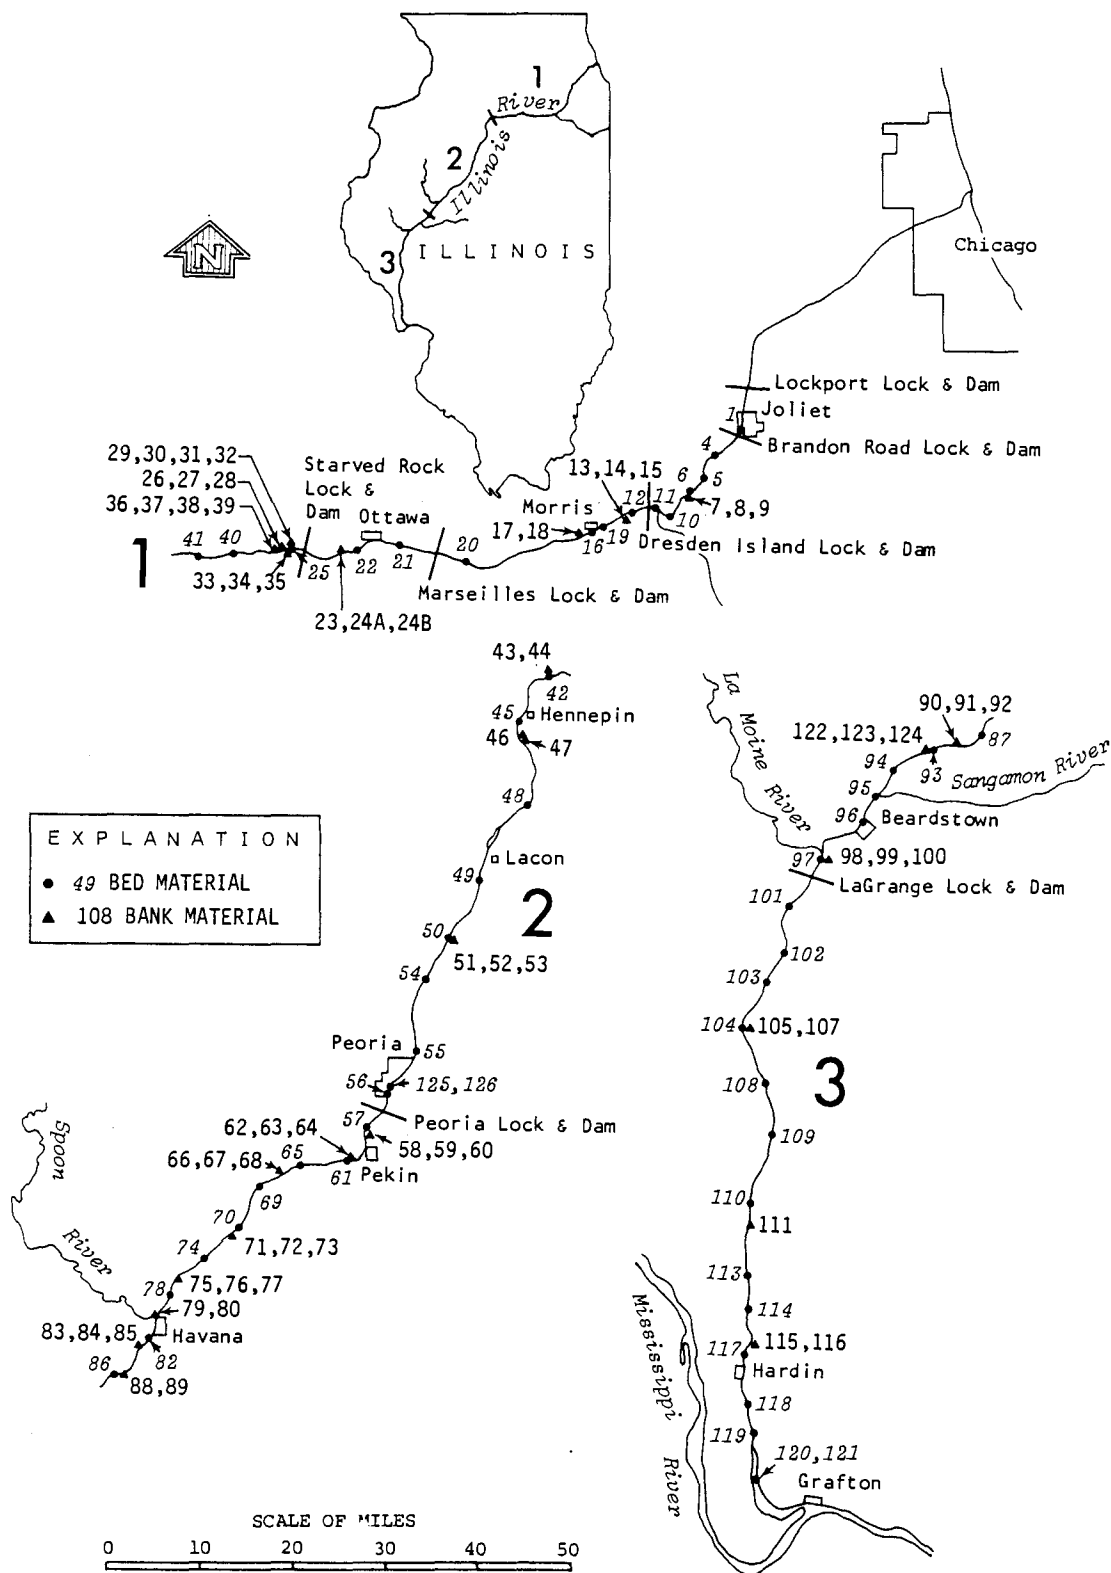 1
River
2
Illinois
3
ILLINOIS
N
Chicago
Lockport Lock & Dam
1
Joliet
Brandon Road Lock & Dam
4
5
6
7,8,9
10
11
12
13,14,15
Morris
17,18
16
19
Dresden Island Lock & Dam
29,30,31,32
26,27,28
36,37,38,39
Starved Rock
Lock &
Dam
Ottawa
41
40
33,34,35
25
22
21
20
Marseilles Lock & Dam
23,24A,24B
1
43,44
42
45
Hennepin
46
47
48
Lacon
49
2
50
51,52,53
54
Peoria
55
56
125,126
57
Peoria Lock & Dam
62,63,64
58,59,60
66,67,68
65
61
Pekin
69
70
71,72,73
74
75,76,77
78
79,80
Havana
83,84,85
82
86
88,89
Spoon
River
EXPLANATION
49 BED MATERIAL
108 BANK MATERIAL
La Moine
River
90,91,92
122,123,124
87
94
93
Sangamon River
95
96
Beardstown
97
98,99,100
LaGrange Lock & Dam
101
102
103
104
105,107
3
108
109
110
111
113
114
115,116
117
Hardin
118
119
120,121
Grafton
Mississippi
River
SCALE OF MILES
0 10 20 30 40 50